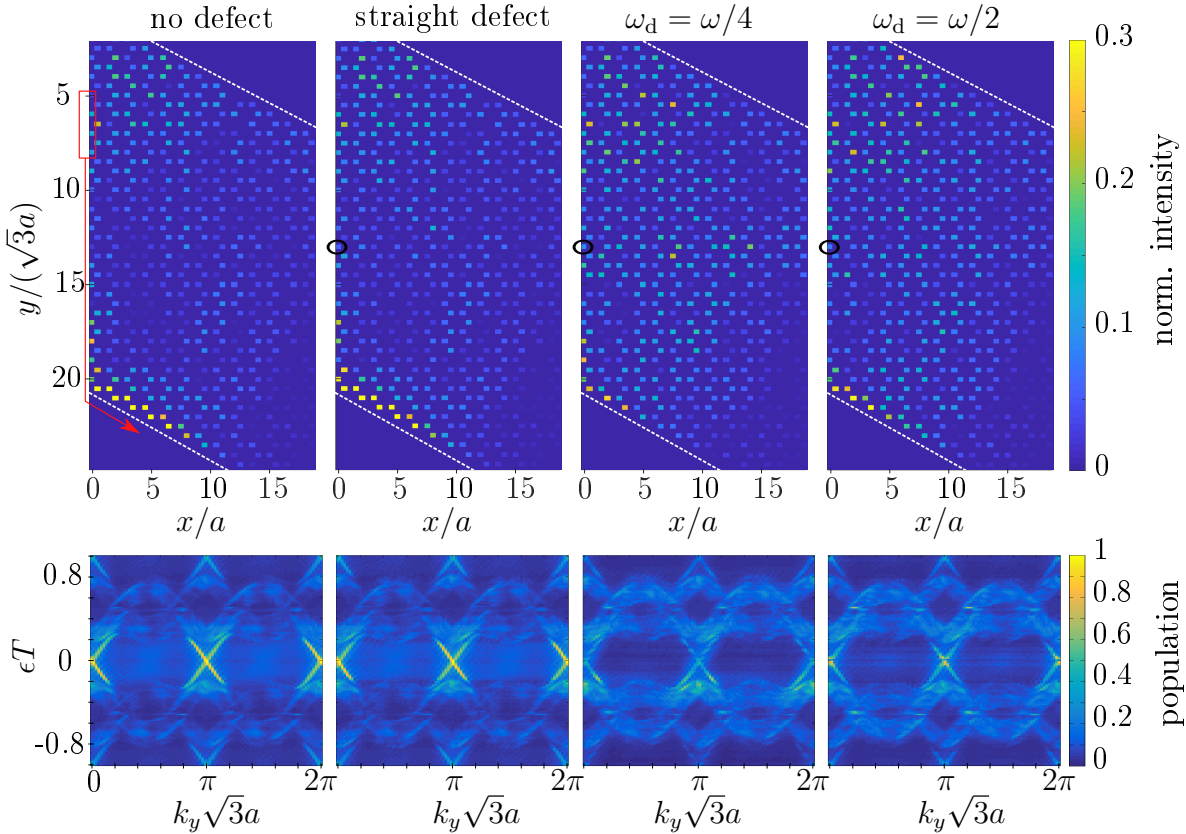 no defect
straight defect
ω_d = ω/4
ω_d = ω/2
y/(√3a)
5
10
15
20
0 5 10 15
0 5 10 15
0 5 10 15
0 5 10 15
x/a
x/a
x/a
x/a
0.3
0.2
0.1
0
norm. intensity
ϵT
0.8
0
-0.8
0 π 2π
π 2π
π 2π
π 2π
k_y√3a
k_y√3a
k_y√3a
k_y√3a
1
0.8
0.6
0.4
0.2
0
population